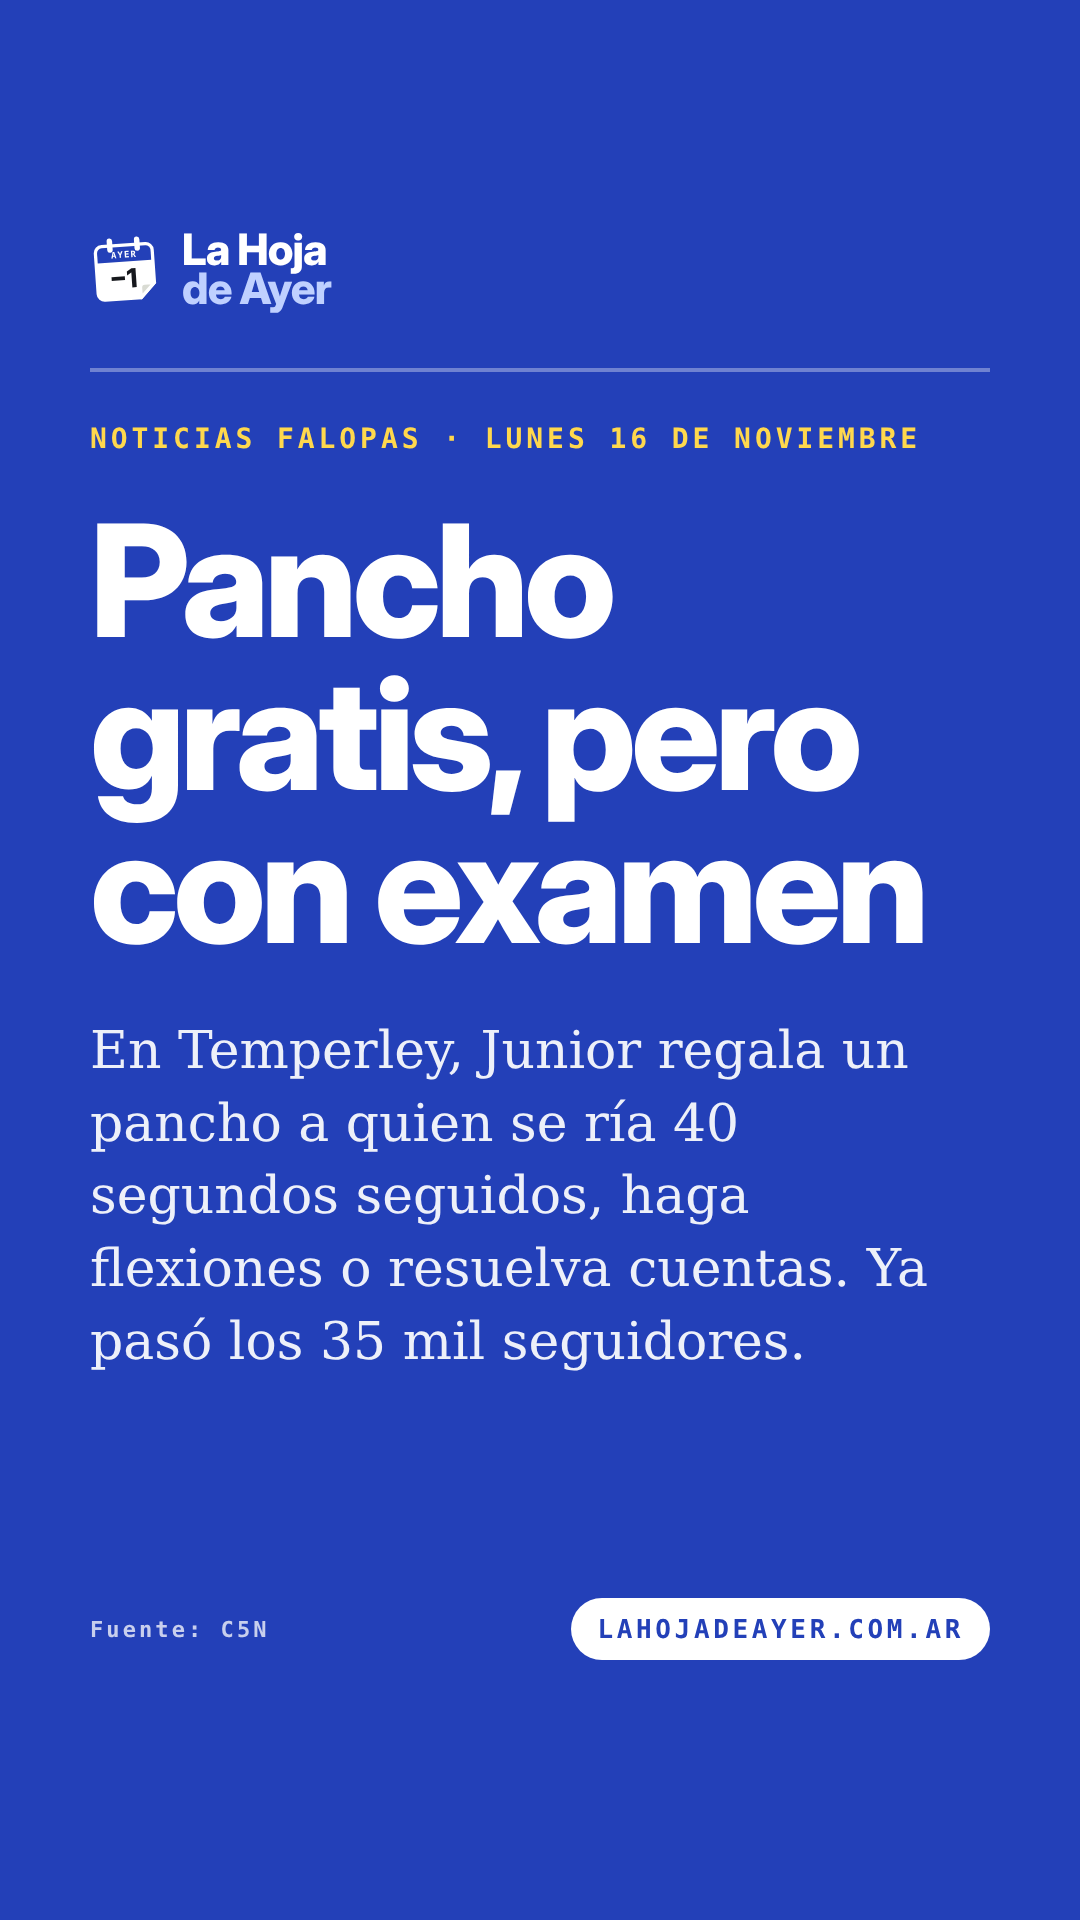 AYER
–1
La Hoja
de Ayer
NOTICIAS FALOPAS · LUNES 16 DE NOVIEMBRE
Pancho
gratis, pero
con examen
En Temperley, Junior regala un
pancho a quien se ría 40
segundos seguidos, haga
flexiones o resuelva cuentas. Ya
pasó los 35 mil seguidores.
Fuente: C5N
LAHOJADEAYER.COM.AR